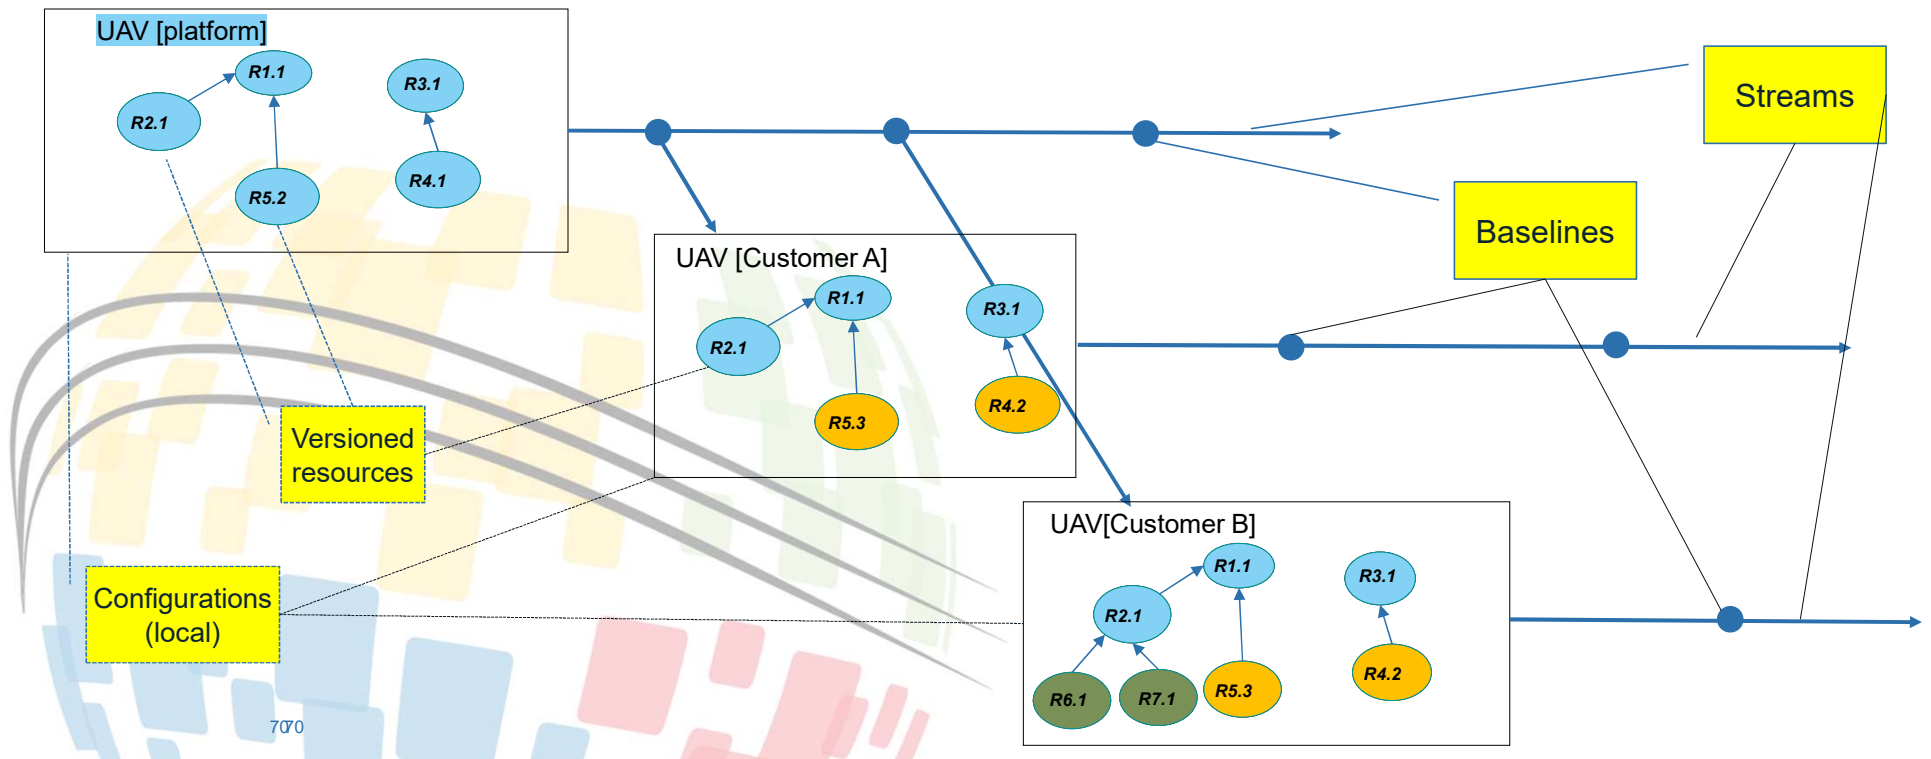 UAV [platform]
R1.1
R2.1
R3.1
R4.1
R5.2
Streams
Baselines
UAV [Customer A]
R1.1
R2.1
R3.1
R5.3
R4.2
Versioned
resources
UAV[Customer B]
R1.1
R2.1
R3.1
R6.1
R7.1
R5.3
R4.2
Configurations
(local)
7070